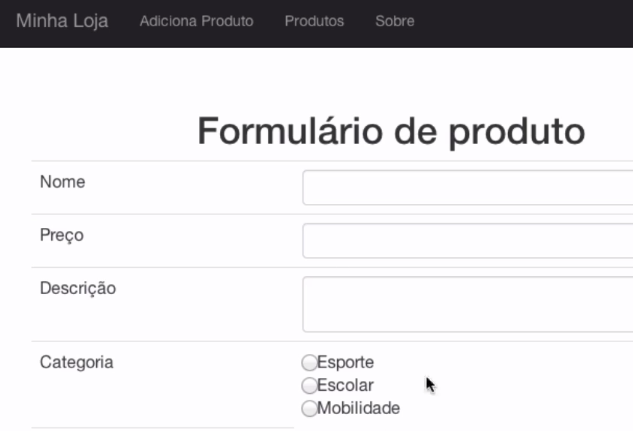 Minha Loja Adiciona Produto Produtos Sobre
Formulário de produto
Nome
Preço
Descrição
Categoria Esporte
Escolar
Mobilidade